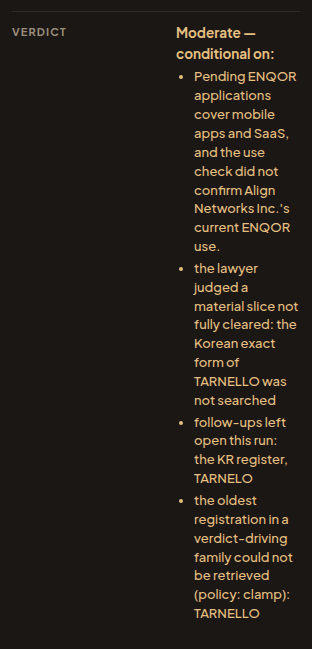 VERDICT
Moderate —
conditional on:
• Pending ENQOR
applications
cover mobile
apps and SaaS,
and the use
check did not
confirm Align
Networks Inc.'s
current ENQOR
use.
• the lawyer
judged a
material slice not
fully cleared: the
Korean exact
form of
TARNELLO was
not searched
• follow-ups left
open this run:
the KR register,
TARNELO
• the oldest
registration in a
verdict-driving
family could not
be retrieved
(policy: clamp):
TARNELLO